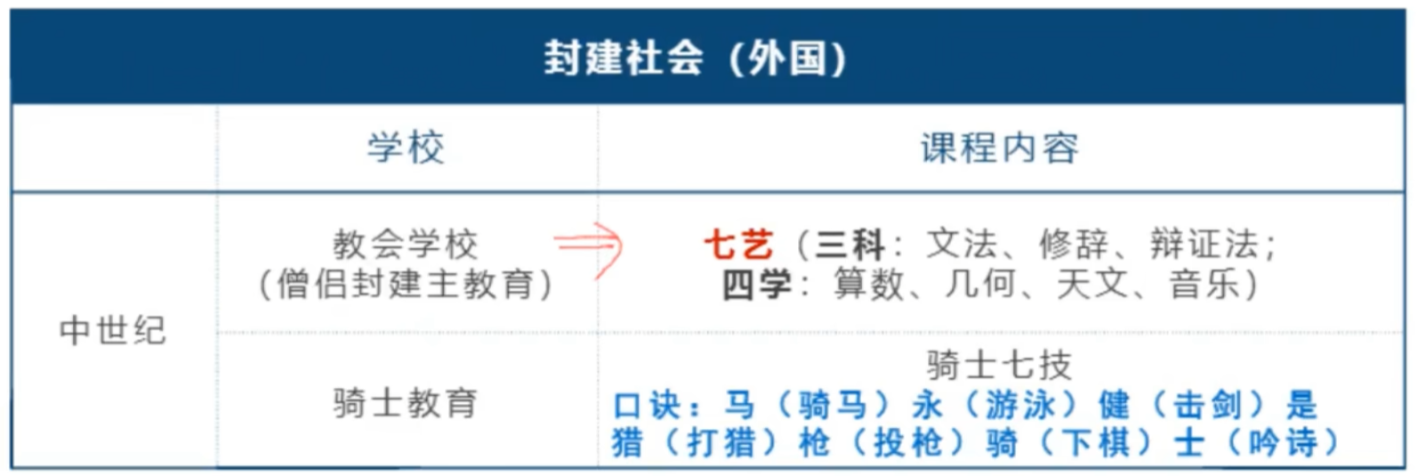 封建社会（外国）
学校
课程内容
教会学校
（僧侣封建主教育）
七艺（三科：文法、修辞、辩证法；
四学：算数、几何、天文、音乐）
中世纪
骑士教育
骑士七技
口诀：马（骑马）永（游泳）健（击剑）是
猎（打猎）枪（投枪）骑（下棋）士（吟诗）